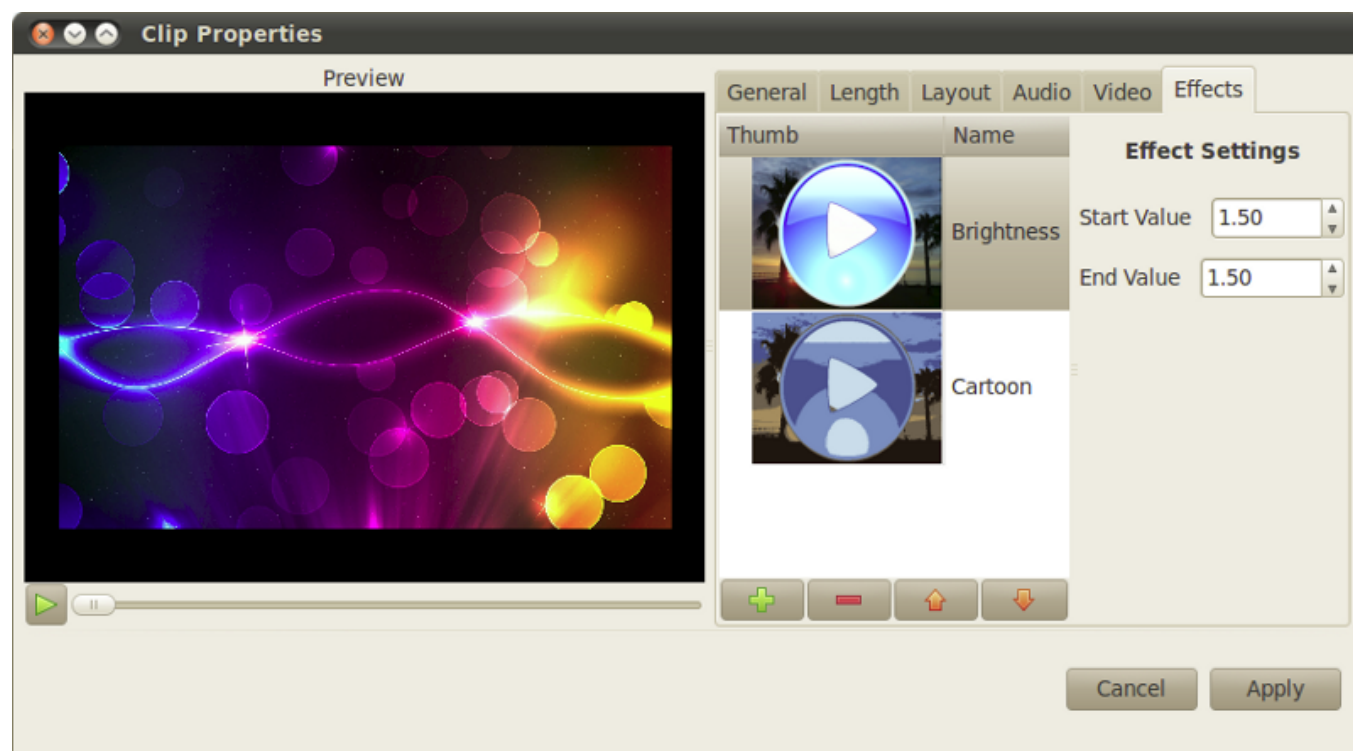 Clip Properties
Preview
General Length Layout Audio Video Effects
Thumb Name
Effect Settings
Brightness
Start Value 1.50
End Value 1.50
Cartoon
Cancel Apply